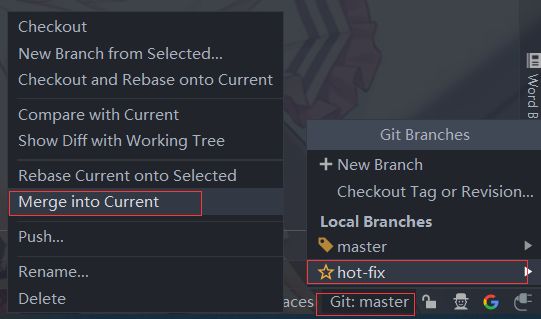 Checkout
New Branch from Selected...
Checkout and Rebase onto Current
Compare with Current
Show Diff with Working Tree
Rebase Current onto Selected
Merge into Current
Push...
Rename...
Delete
Git Branches
New Branch
Checkout Tag or Revision...
Local Branches
master
hot-fix
aces
Git: master
Word B